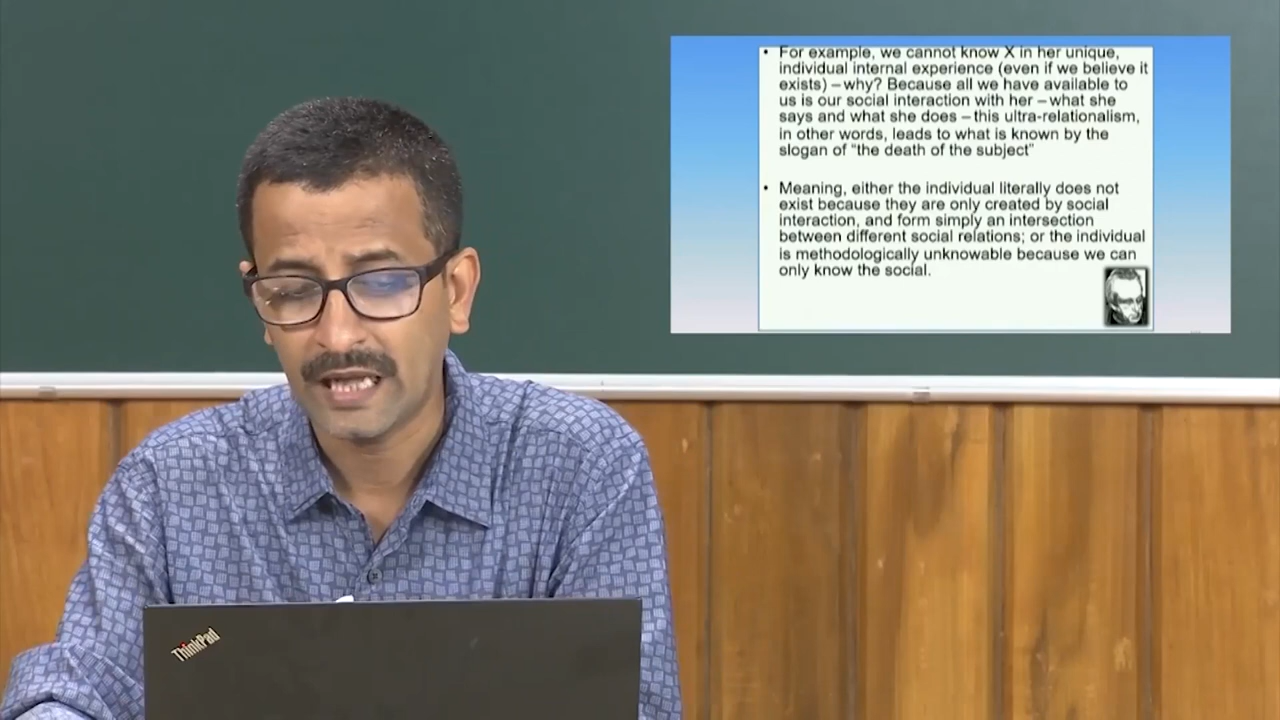 • For example, we cannot know X in her unique,
individual internal experience (even if we believe it
exists) – why? Because all we have available to
us is our social interaction with her – what she
says and what she does – this ultra-relationalism,
in other words, leads to what is known by the
slogan of “the death of the subject”
• Meaning, either the individual literally does not
exist because they are only created by social
interaction, and form simply an intersection
between different social relations; or the individual
is methodologically unknowable because we can
only know the social.
ThinkPad